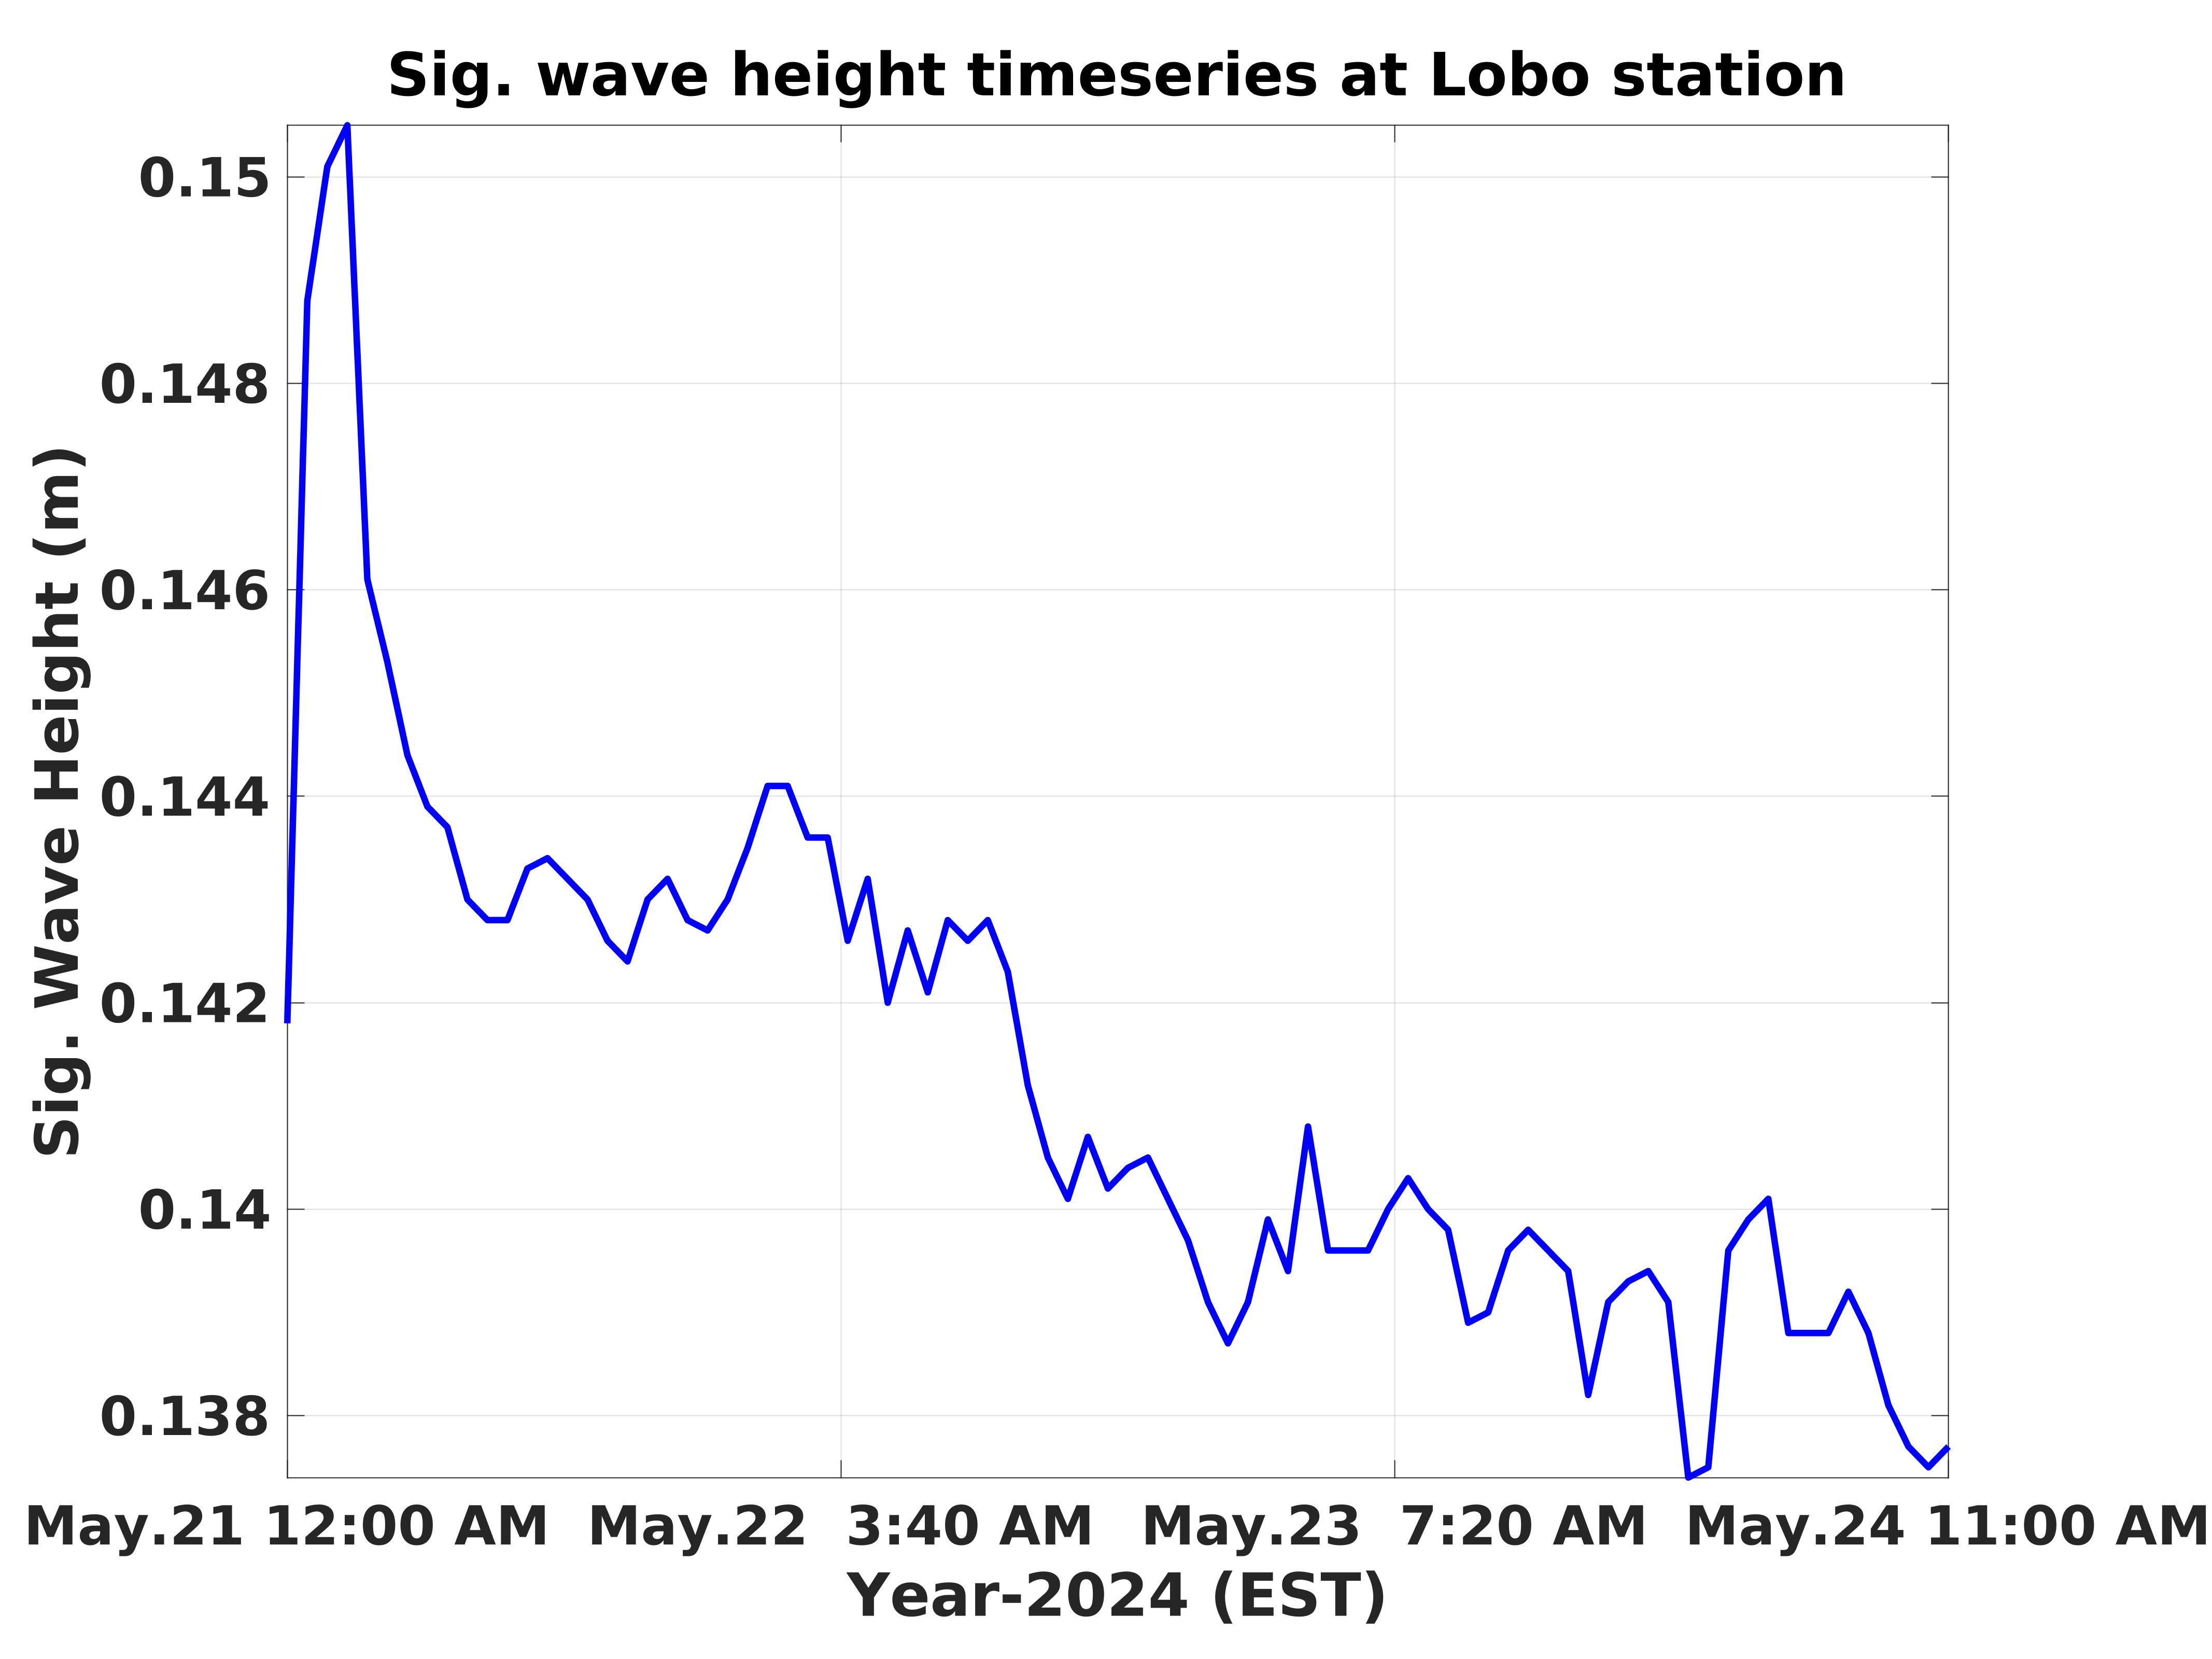 Sig. wave height timeseries at Lobo station
Sig. Wave Height (m)
0.15
0.148
0.146
0.144
0.142
0.14
0.138
May.21 12:00 AM May.22 3:40 AM May.23 7:20 AM May.24 11:00 AM
Year-2024 (EST)